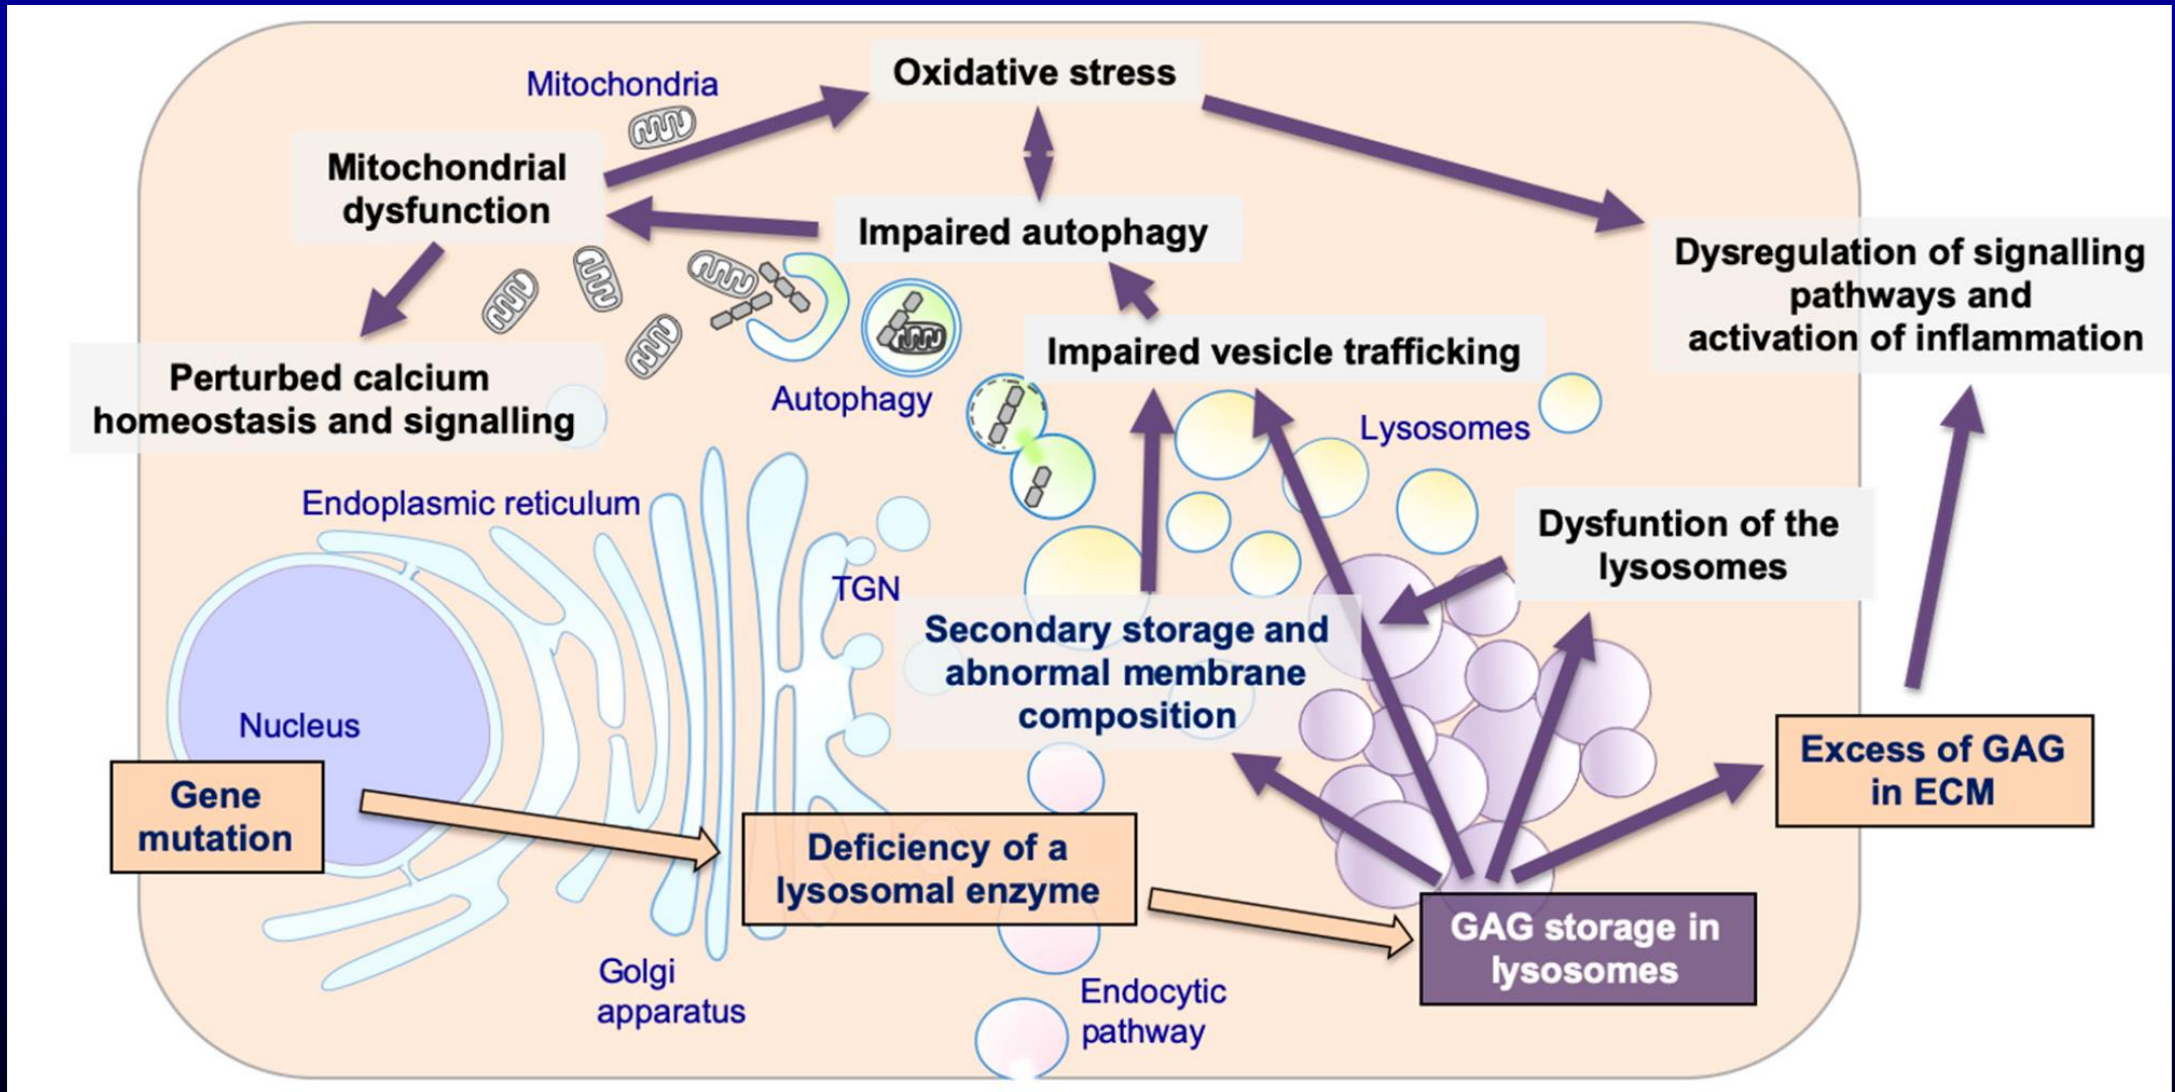 Mitochondria
Oxidative stress
Mitochondrial
dysfunction
Impaired autophagy
Dysregulation of signalling
pathways and
activation of inflammation
Impaired vesicle trafficking
Perturbed calcium
homeostasis and signalling
Autophagy
Lysosomes
Endoplasmic reticulum
Dysfuntion of the
lysosomes
TGN
Secondary storage and
abnormal membrane
composition
Nucleus
Excess of GAG
in ECM
Gene
mutation
Deficiency of a
lysosomal enzyme
GAG storage in
lysosomes
Golgi
apparatus
Endocytic
pathway